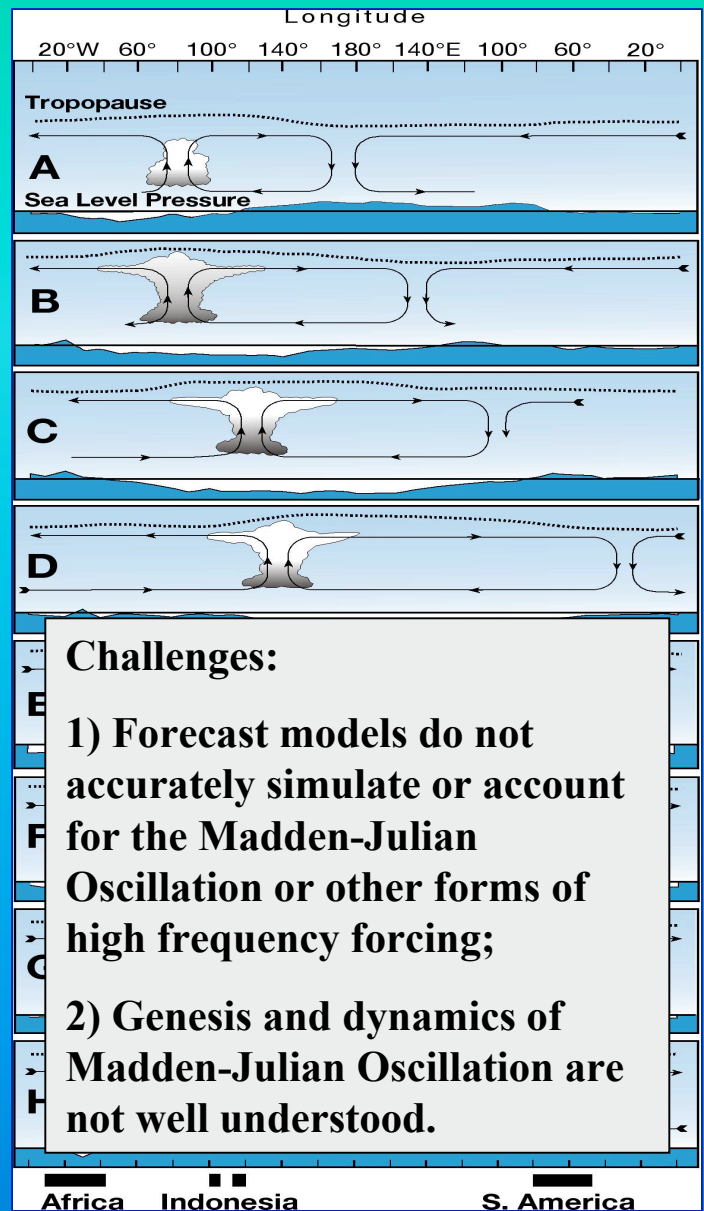 Longitude
20°W 60° 100° 140° 180° 140°E 100° 60° 20°
Tropopause
A
Sea Level Pressure
B
C
D
E
F
G
H
Challenges:
1) Forecast models do not
accurately simulate or account
for the Madden-Julian
Oscillation or other forms of
high frequency forcing;
2) Genesis and dynamics of
Madden-Julian Oscillation are
not well understood.
Africa Indonesia S. America